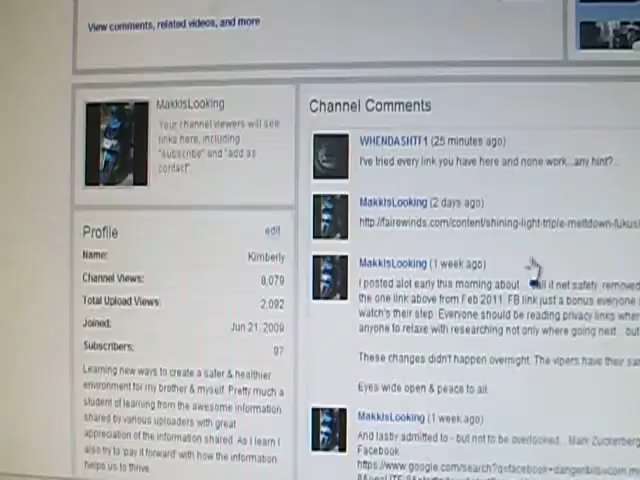 View comments, related videos, and more
MakkIsLooking
Your channel viewers will see
links here, including
"subscribe" and "add as
contact".
Profile
edit
Name: Kimberly
Channel Views: 8,079
Total Upload Views: 2,092
Joined: Jun 21, 2009
Subscribers: 97
Learning new ways to create a safer & healthier
environment for my brother & myself. Pretty much a
student of learning from the awesome information
shared by various uploaders with great
appreciation of the information shared. As I learn I
also try to 'pay it forward' with how the information
helps us to thrive.
Channel Comments
WHENDASHTF1 (25 minutes ago)
I've tried every link you have here and none work...any hint?..
MakkIsLooking (2 days ago)
http://fairewinds.com/content/shining-light-triple-meltdown-fukus
MakkIsLooking (1 week ago)
I posted alot early this morning about it net safety removed
the one link above from Feb 2011. FB link just a bonus everyone
watch's their step. Everyone should be reading privacy links wher
anyone to relax with researching not only where going next.. but
These changes didn't happen overnight. The vipers have their
Eyes wide open & peace to all.
MakkIsLooking (1 week ago)
And lastly admitted to - but not to be overlooked... Mark Zuckerberg
Facebook